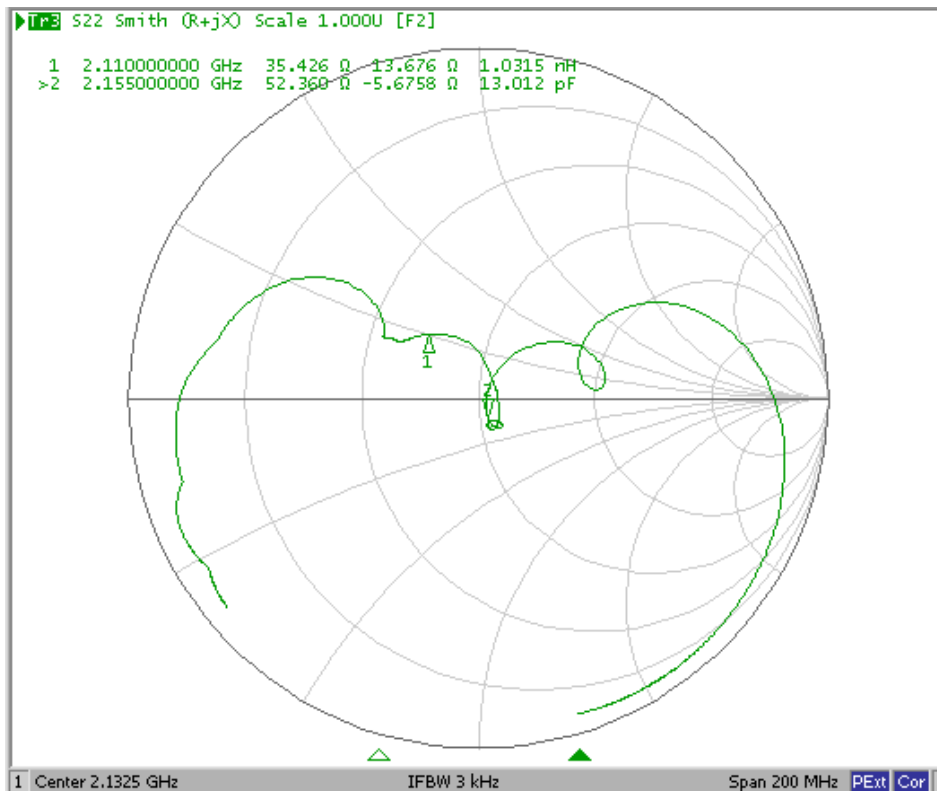 Tr3 S22 Smith (R+jX) Scale 1.000U [F2]
1 2.110000000 GHz 35.426 Ω 13.676 Ω 1.0315 nH
>2 2.155000000 GHz 52.360 Ω -5.6758 Ω 13.012 pF
1
1 Center 2.1325 GHz IFBW 3 kHz Span 200 MHz PExt Cor